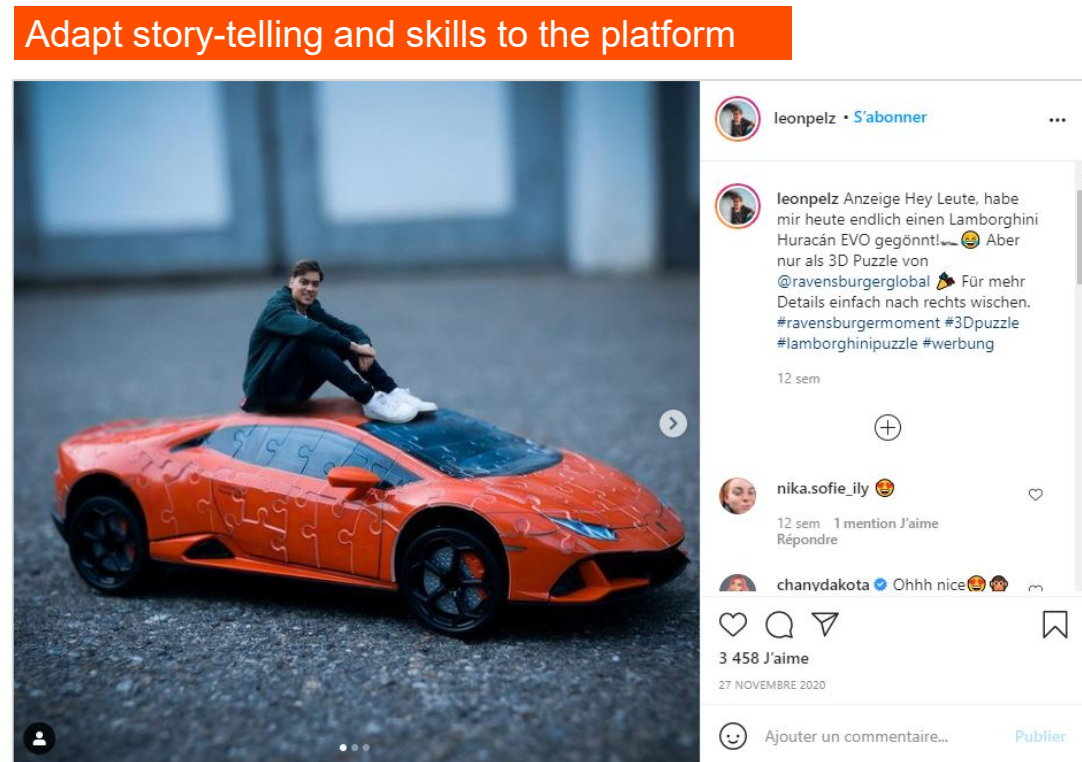 Adapt story-telling and skills to the platform
leonpelz • S'abonner
leonpelz Anzeige Hey Leute, habe
mir heute endlich einen Lamborghini
Huracán EVO gegönnt!🏎️😂 Aber
nur als 3D Puzzle von
@ravensburgerglobal 🎉 Für mehr
Details einfach nach rechts wischen.
#ravensburgermoment #3Dpuzzle
#lamborghinipuzzle #werbung
12 sem
nika.sofie_ily 😍
12 sem 1 mention J'aime
Répondre
chanydakota Ohhh nice😍🙊
3 458 J'aime
27 NOVEMBRE 2020
Ajouter un commentaire... Publier